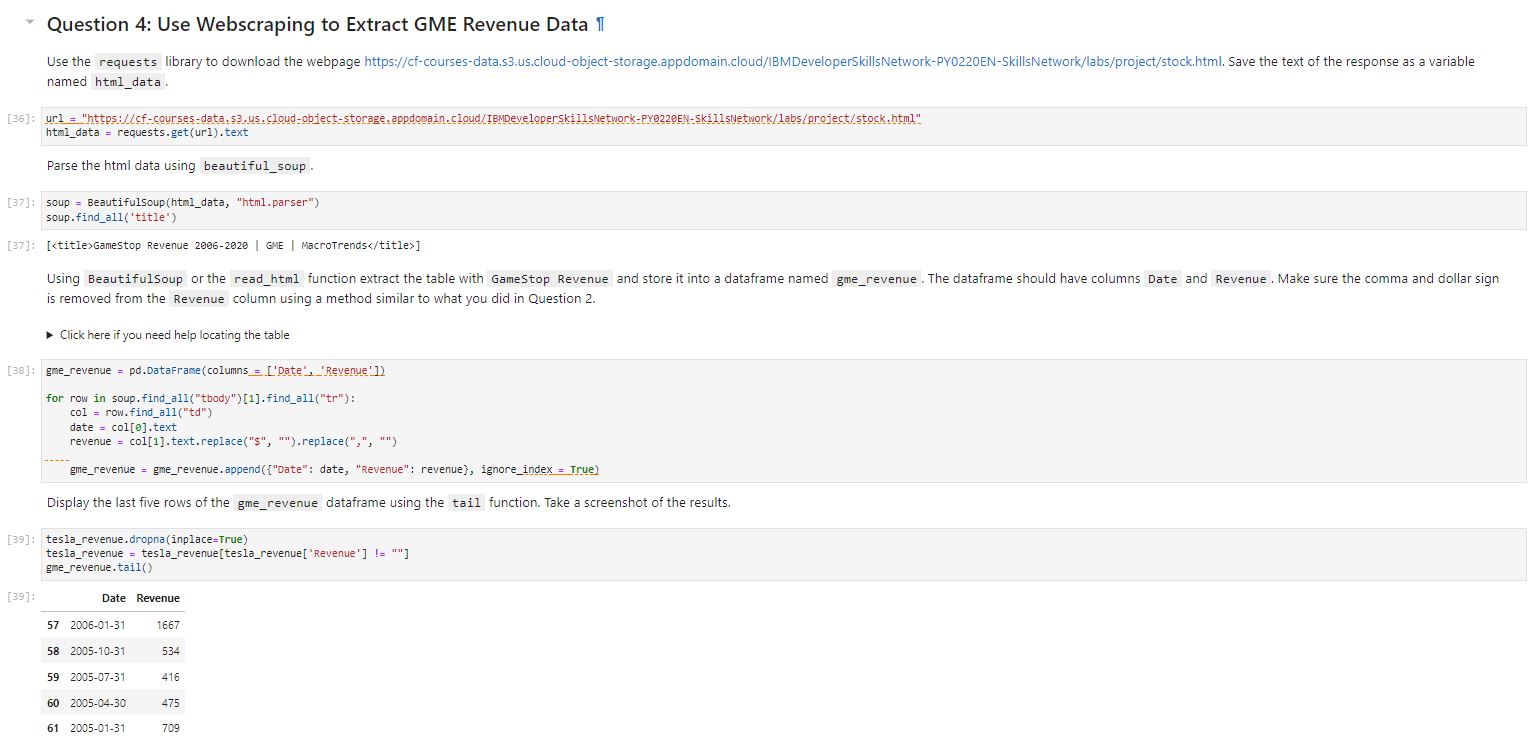 Question 4: Use Webscraping to Extract GME Revenue Data ¶
Use the requests library to download the webpage https://cf-courses-data.s3.us.cloud-object-storage.appdomain.cloud/IBMDeveloperSkillsNetwork-PY0220EN-SkillsNetwork/labs/project/stock.html. Save the text of the response as a variable
named html_data.
[36]: url = "https://cf-courses-data.s3.us.cloud-object-storage.appdomain.cloud/IBMDeveloperSkillsNetwork-PY0220EN-SkillsNetwork/labs/project/stock.html"
html_data = requests.get(url).text
Parse the html data using beautiful_soup.
[37]: soup = BeautifulSoup(html_data, "html.parser")
soup.find_all('title')
[37]: [<title>GameStop Revenue 2006-2020 | GME | MacroTrends</title>]
Using BeautifulSoup or the read_html function extract the table with GameStop Revenue and store it into a dataframe named gme_revenue. The dataframe should have columns Date and Revenue. Make sure the comma and dollar sign
is removed from the Revenue column using a method similar to what you did in Question 2.
Click here if you need help locating the table
[38]: gme_revenue = pd.DataFrame(columns = ['Date', 'Revenue'])
for row in soup.find_all("tbody")[1].find_all("tr"):
    col = row.find_all("td")
    date = col[0].text
    revenue = col[1].text.replace("$", "").replace(",", "")
    gme_revenue = gme_revenue.append({"Date": date, "Revenue": revenue}, ignore_index = True)
Display the last five rows of the gme_revenue dataframe using the tail function. Take a screenshot of the results.
[39]: tesla_revenue.dropna(inplace=True)
tesla_revenue = tesla_revenue[tesla_revenue['Revenue'] != ""]
gme_revenue.tail()
[39]: Date Revenue
57 2006-01-31 1667
58 2005-10-31 534
59 2005-07-31 416
60 2005-04-30 475
61 2005-01-31 709